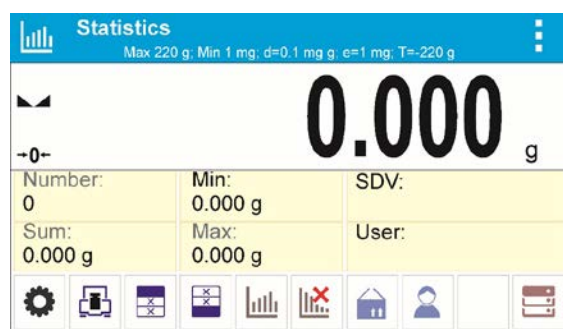 Statistics
Max 220 g; Min 1 mg; d=0.1 mg g; e=1 mg; T=-220 g
0.000 g
→0←
Number: Min: SDV:
0 0.000 g
Sum: Max: User:
0.000 g 0.000 g